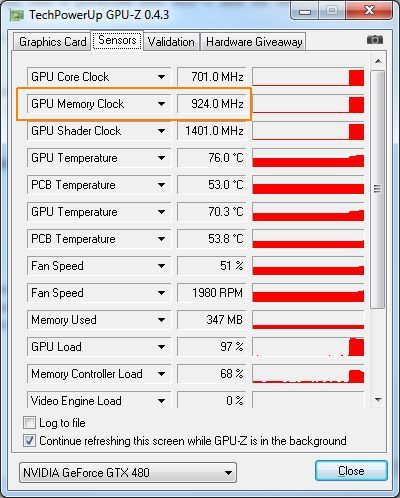 TechPowerUp GPU-Z 0.4.3
Graphics Card Sensors Validation Hardware Giveaway
GPU Core Clock 701.0 MHz
GPU Memory Clock 924.0 MHz
GPU Shader Clock 1401.0 MHz
GPU Temperature 76.0 °C
PCB Temperature 53.0 °C
GPU Temperature 70.3 °C
PCB Temperature 53.8 °C
Fan Speed 51 %
Fan Speed 1980 RPM
Memory Used 347 MB
GPU Load 97 %
Memory Controller Load 68 %
Video Engine Load 0 %
Log to file
Continue refreshing this screen while GPU-Z is in the background
NVIDIA GeForce GTX 480 Close